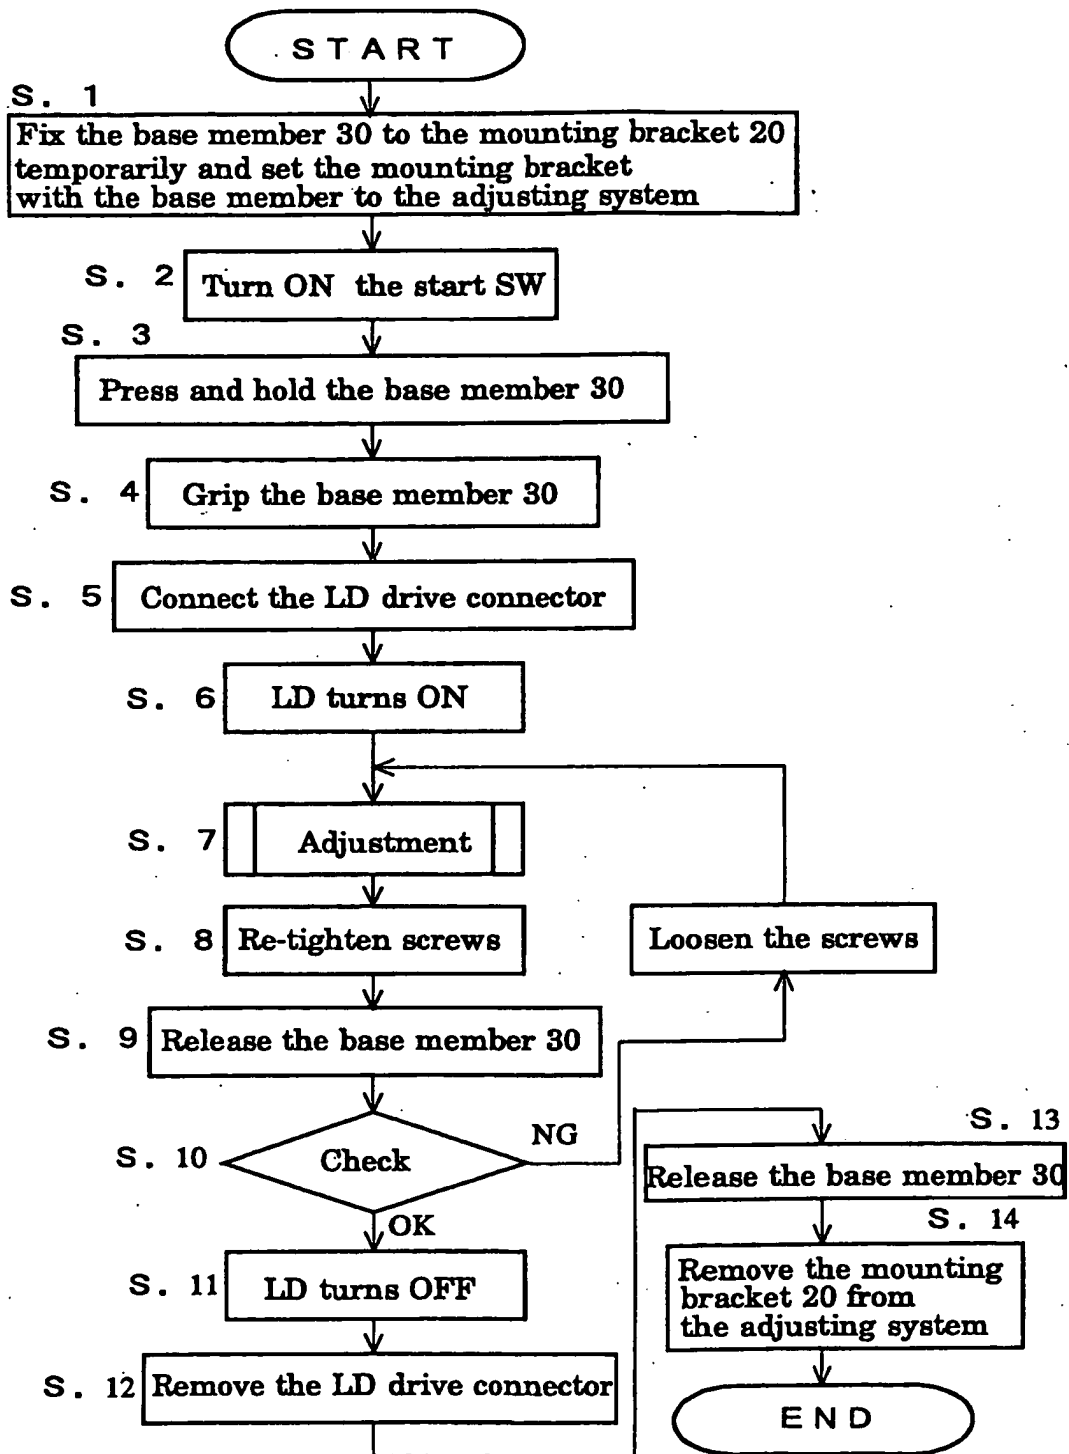 START
S. 1
Fix the base member 30 to the mounting bracket 20
temporarily and set the mounting bracket
with the base member to the adjusting system
S. 2
Turn ON the start SW
S. 3
Press and hold the base member 30
S. 4
Grip the base member 30
S. 5
Connect the LD drive connector
S. 6
LD turns ON
S. 7
Adjustment
S. 8
Re-tighten screws
Loosen the screws
S. 9
Release the base member 30
S. 10
Check
NG
OK
S. 11
LD turns OFF
S. 12
Remove the LD drive connector
S. 13
Release the base member 30
S. 14
Remove the mounting
bracket 20 from
the adjusting system
END